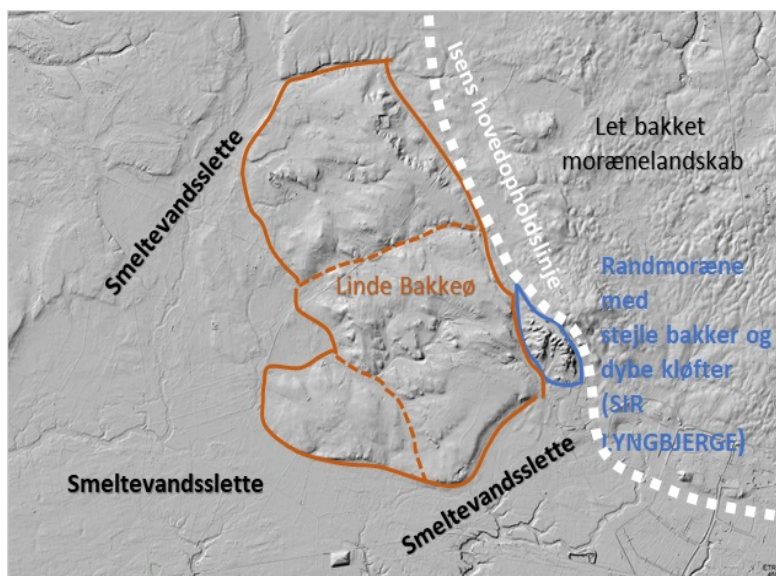 Isens hovedopholdslinje
Let bakket
morænelandskab
Smeltevandsslette
Linde Bakkeø
Randmoræne
med
stejle bakker og
dybe kløfter
(SIR
LYNGBJERGE)
Smeltevandsslette
Smeltevandsslette